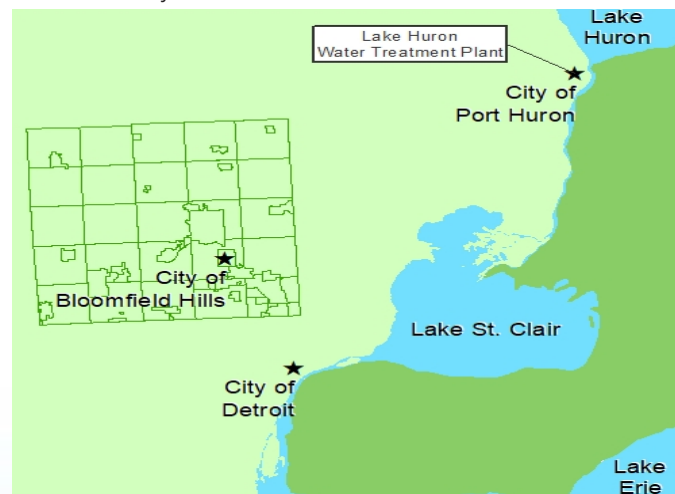 Lake
Huron
Lake Huron
Water Treatment Plant
City of
Port Huron
City of
Bloomfield Hills
Lake St. Clair
City of
Detroit
Lake
Erie